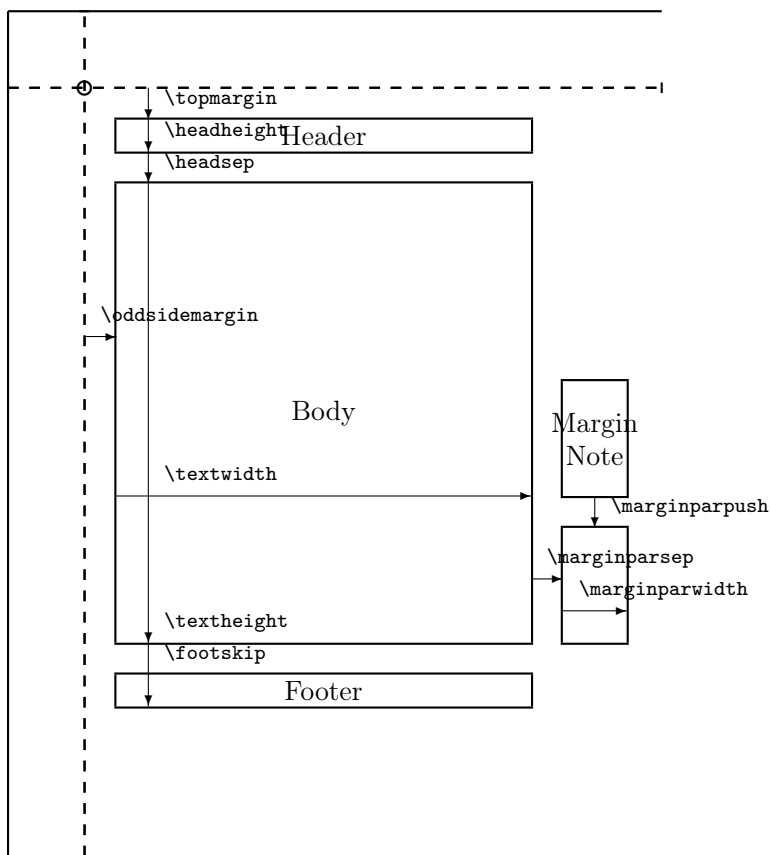 \topmargin
\headheight
Header
\headsep
\oddsidemargin
Body
Margin
Note
\textwidth
\marginparpush
\marginparsep
\marginparwidth
\textheight
\footskip
Footer